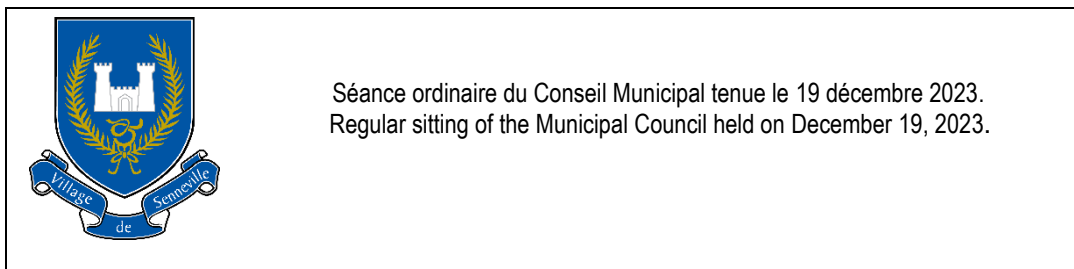 Séance ordinaire du Conseil Municipal tenue le 19 décembre 2023.
Regular sitting of the Municipal Council held on December 19, 2023.
Village de Senneville